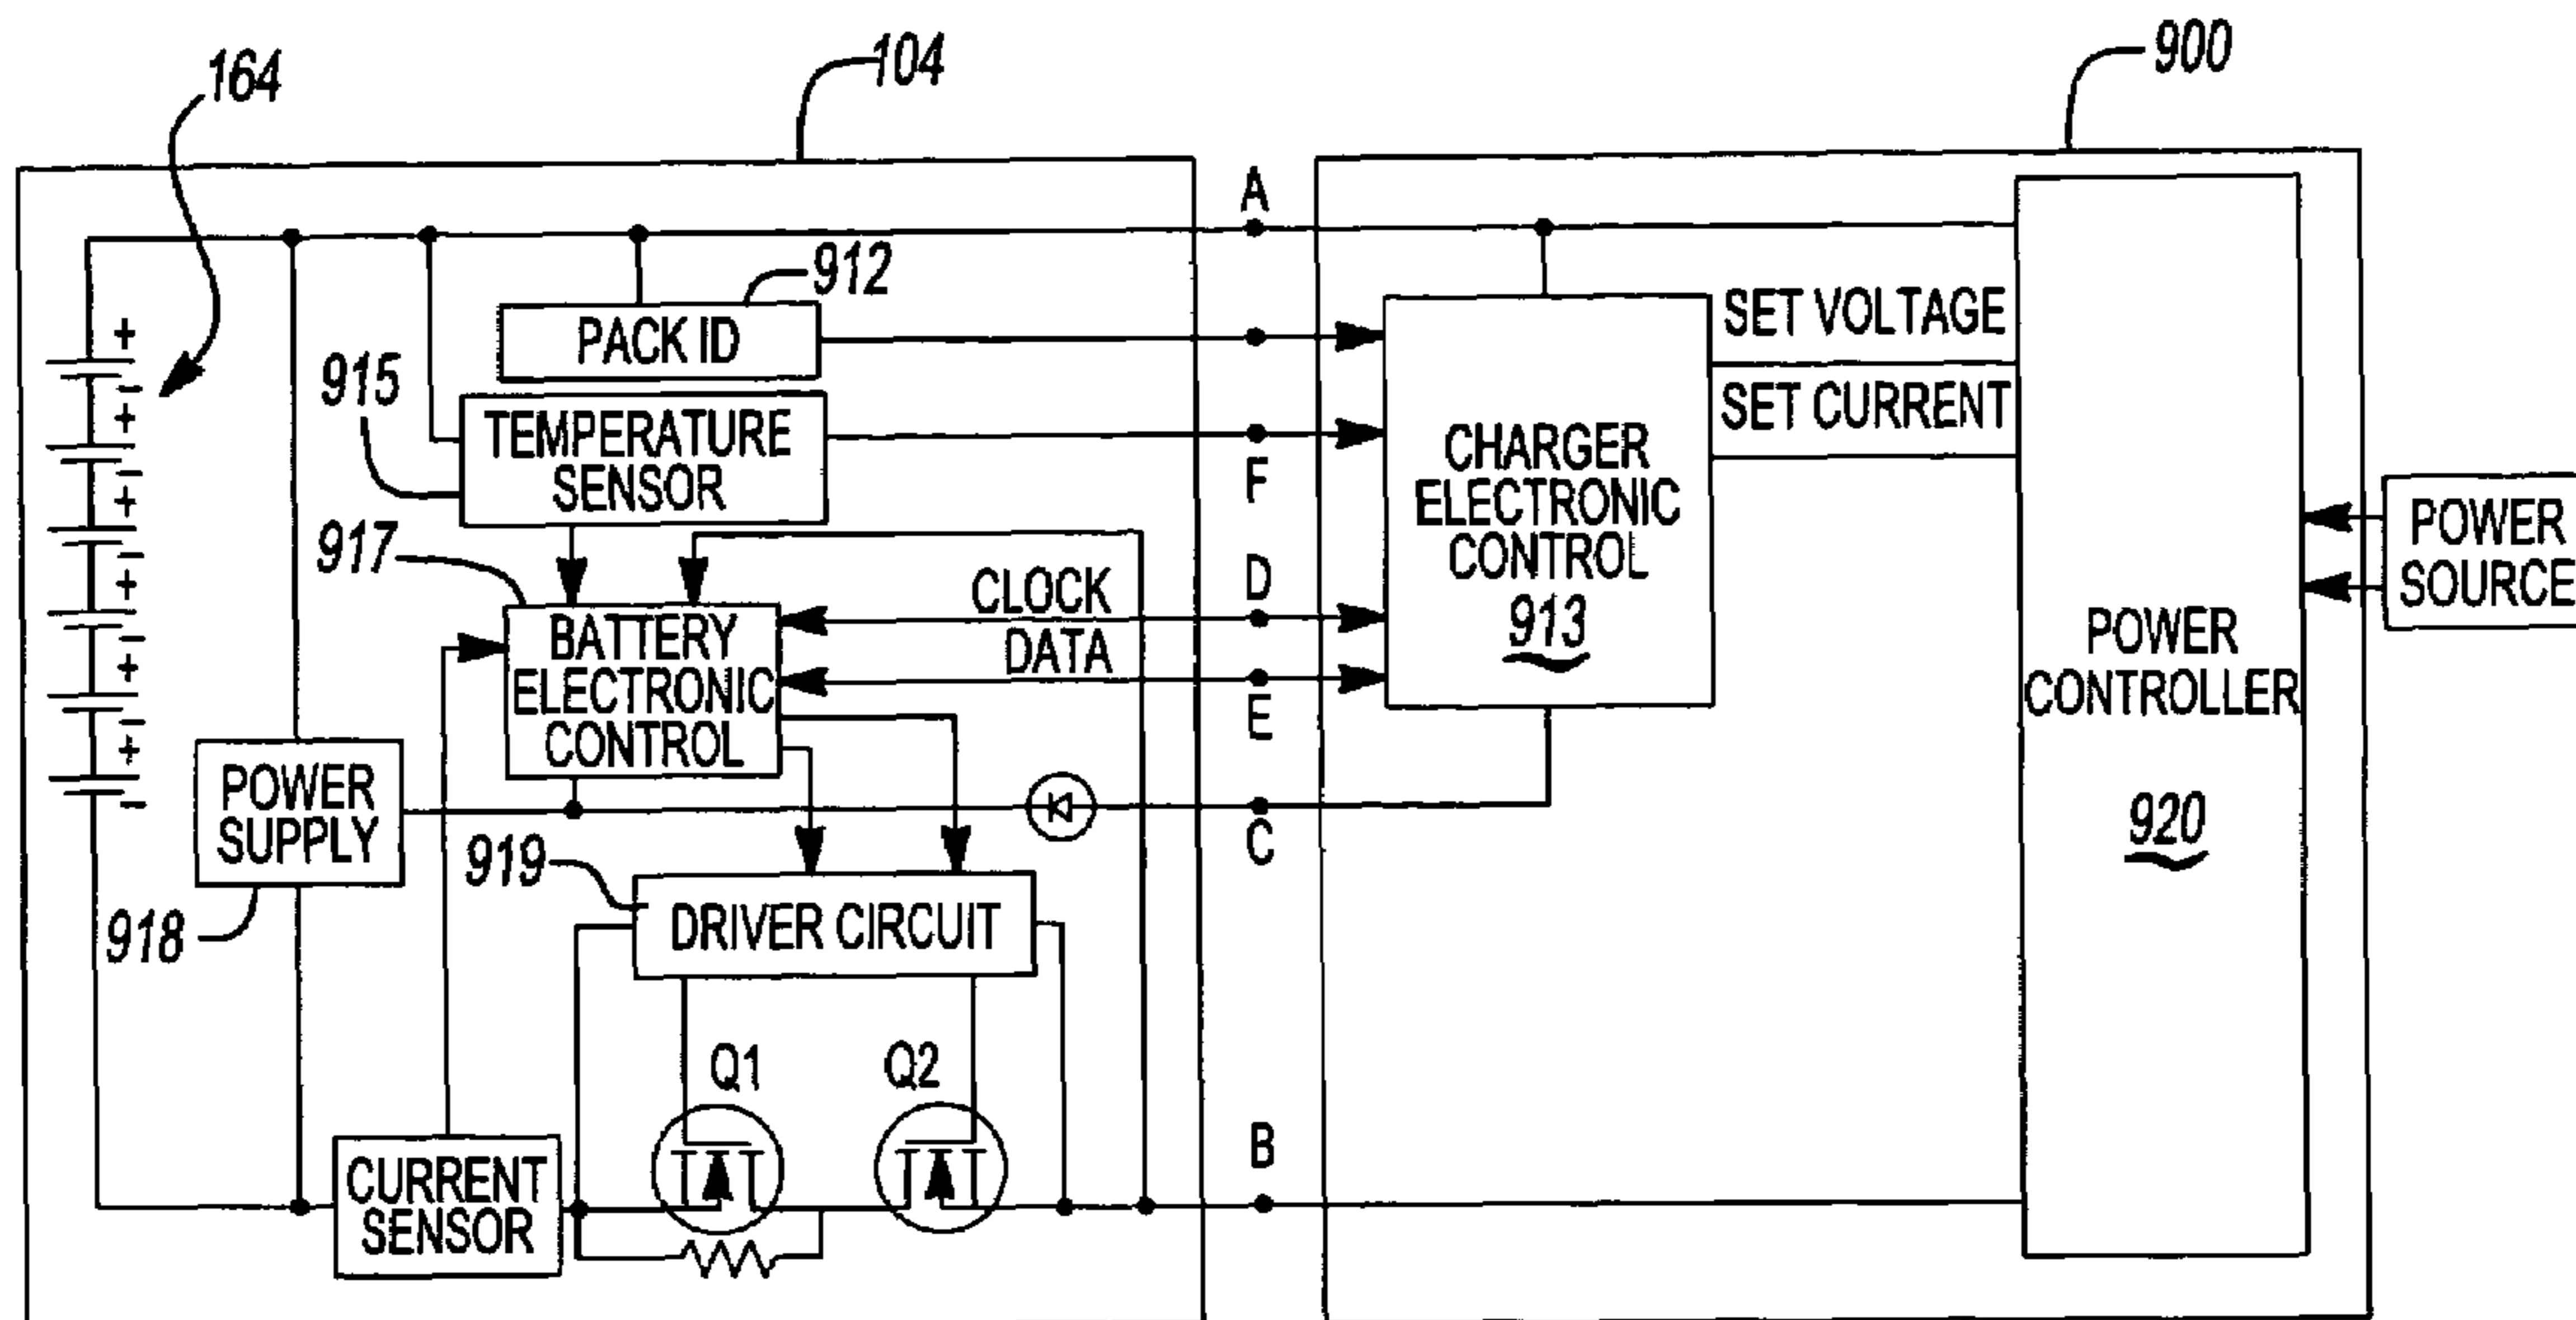 164
104
900
A
912
PACK ID
SET VOLTAGE
915
TEMPERATURE
SENSOR
F
SET CURRENT
CHARGER
ELECTRONIC
CONTROL
913
POWER
SOURCE
917
CLOCK
D
DATA
E
BATTERY
ELECTRONIC
CONTROL
POWER
CONTROLLER
920
POWER
SUPPLY
918
C
919
DRIVER CIRCUIT
Q1
Q2
B
CURRENT
SENSOR
+
-
+
-
+
-
+
-
+
-
+
-